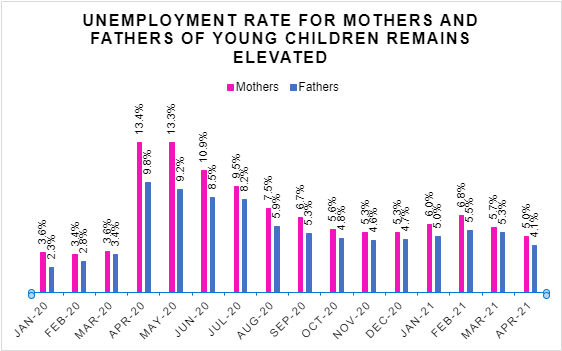 UNEMPLOYMENT RATE FOR MOTHERS AND
FATHERS OF YOUNG CHILDREN REMAINS
ELEVATED
Mothers Fathers
3.6% 2.3% 3.4% 2.8% 3.6% 3.4% 13.4% 9.8% 13.3% 9.2% 10.9% 8.5% 9.5% 8.2% 7.5% 5.9% 6.7% 5.3% 5.6% 4.8% 5.3% 4.6% 5.3% 4.7% 6.0% 5.0% 6.8% 5.5% 5.7% 5.3% 5.0% 4.1%
JAN-20 FEB-20 MAR-20 APR-20 MAY-20 JUN-20 JUL-20 AUG-20 SEP-20 OCT-20 NOV-20 DEC-20 JAN-21 FEB-21 MAR-21 APR-21